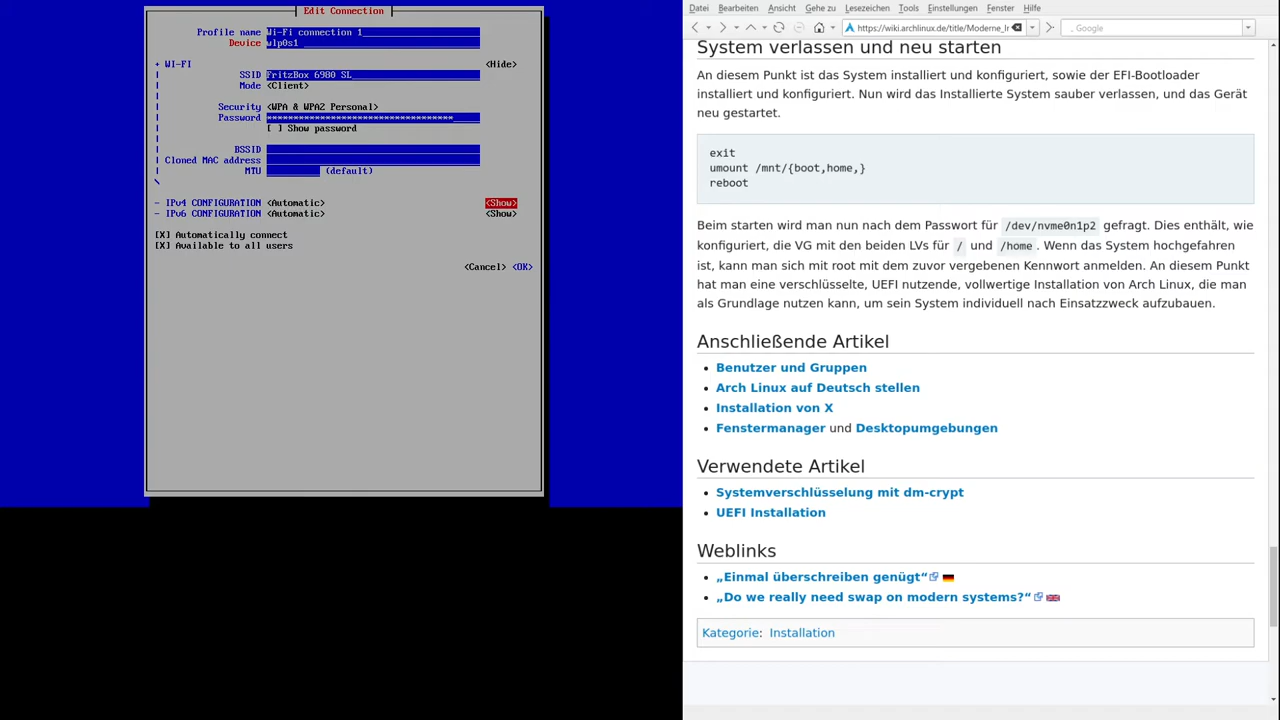 Edit Connection
Profile name Wi-Fi connection 1
Device wlp0s1
WI-FI <Hide>
SSID FritzBox 6980 SL
Mode <Client>
Security <WPA & WPA2 Personal>
Password **********************************
[ ] Show password
BSSID
Cloned MAC address
MTU (default)
- IPv4 CONFIGURATION <Automatic> <Show>
- IPv6 CONFIGURATION <Automatic> <Show>
[X] Automatically connect
[X] Available to all users
<Cancel> <OK>
Datei Bearbeiten Ansicht Gehe zu Lesezeichen Tools Einstellungen Fenster Hilfe
https://wiki.archlinux.de/title/Moderne_Ir Google
System verlassen und neu starten
An diesem Punkt ist das System installiert und konfiguriert, sowie der EFI-Bootloader
installiert und konfiguriert. Nun wird das Installierte System sauber verlassen, und das Gerät
neu gestartet.
exit
umount /mnt/{boot,home,}
reboot
Beim starten wird man nun nach dem Passwort für /dev/nvme0n1p2 gefragt. Dies enthält, wie
konfiguriert, die VG mit den beiden LVs für / und /home . Wenn das System hochgefahren
ist, kann man sich mit root mit dem zuvor vergebenen Kennwort anmelden. An diesem Punkt
hat man eine verschlüsselte, UEFI nutzende, vollwertige Installation von Arch Linux, die man
als Grundlage nutzen kann, um sein System individuell nach Einsatzzweck aufzubauen.
Anschließende Artikel
• Benutzer und Gruppen
• Arch Linux auf Deutsch stellen
• Installation von X
• Fenstermanager und Desktopumgebungen
Verwendete Artikel
• Systemverschlüsselung mit dm-crypt
• UEFI Installation
Weblinks
• „Einmal überschreiben genügt“
• „Do we really need swap on modern systems?“
Kategorie: Installation